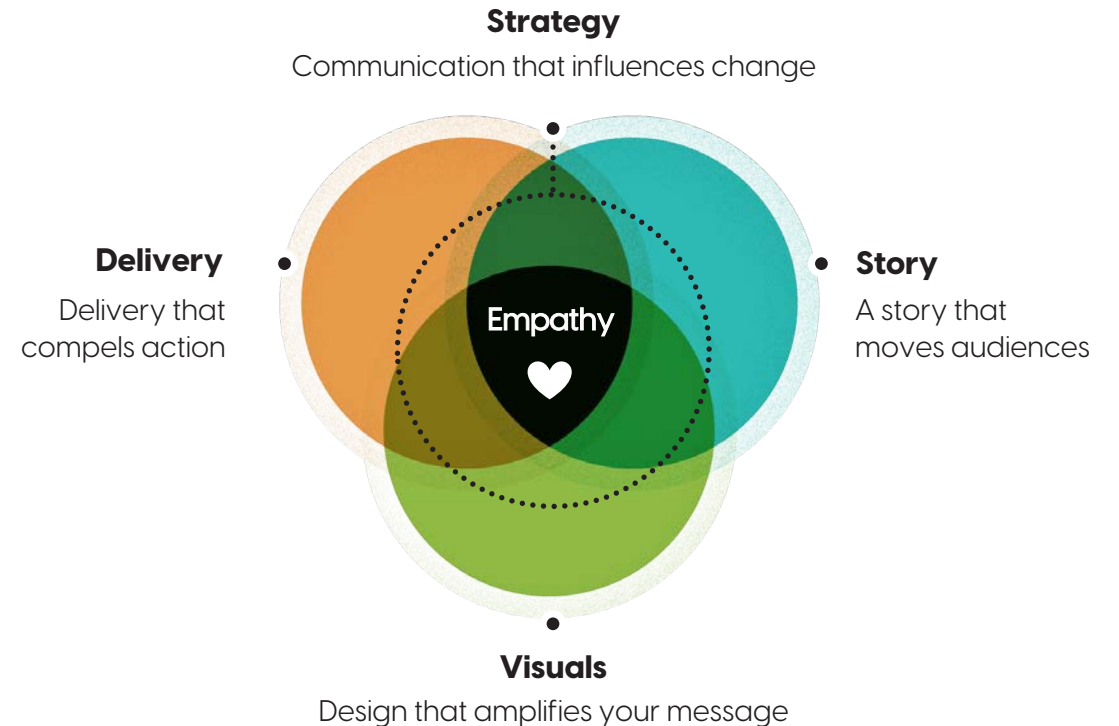 Strategy
Communication that influences change
Delivery
Delivery that
compels action
Empathy
Story
A story that
moves audiences
Visuals
Design that amplifies your message